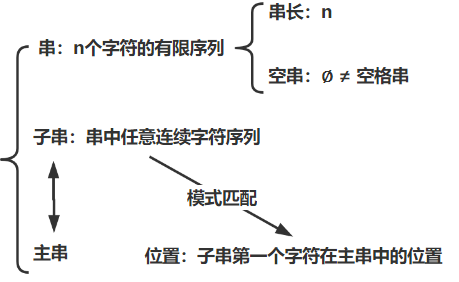 串长：n
串：n个字符的有限序列
空串：∅ ≠ 空格串
子串：串中任意连续字符序列
模式匹配
主串
位置：子串第一个字符在主串中的位置